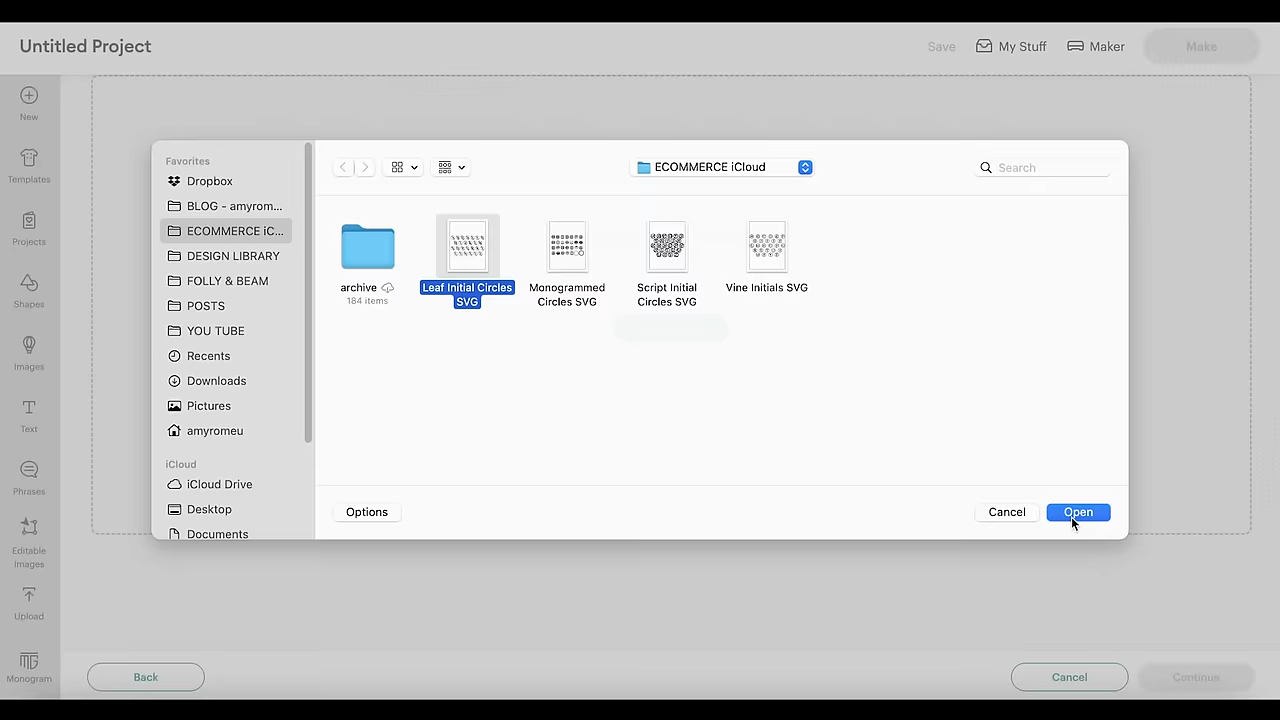 Untitled Project
Save
My Stuff
Maker
Make
New
Templates
Projects
Shapes
Images
Text
Phrases
Editable
Images
Upload
Monogram
Favorites
Dropbox
BLOG - amyrom...
ECOMMERCE iC...
DESIGN LIBRARY
FOLLY & BEAM
POSTS
YOU TUBE
Recents
Downloads
Pictures
amyromeu
iCloud
iCloud Drive
Desktop
Documents
ECOMMERCE iCloud
Search
archive
184 items
Leaf Initial Circles
SVG
Monogrammed
Circles SVG
Script Initial
Circles SVG
Vine Initials SVG
Options
Cancel
Open
Back
Cancel
Continue